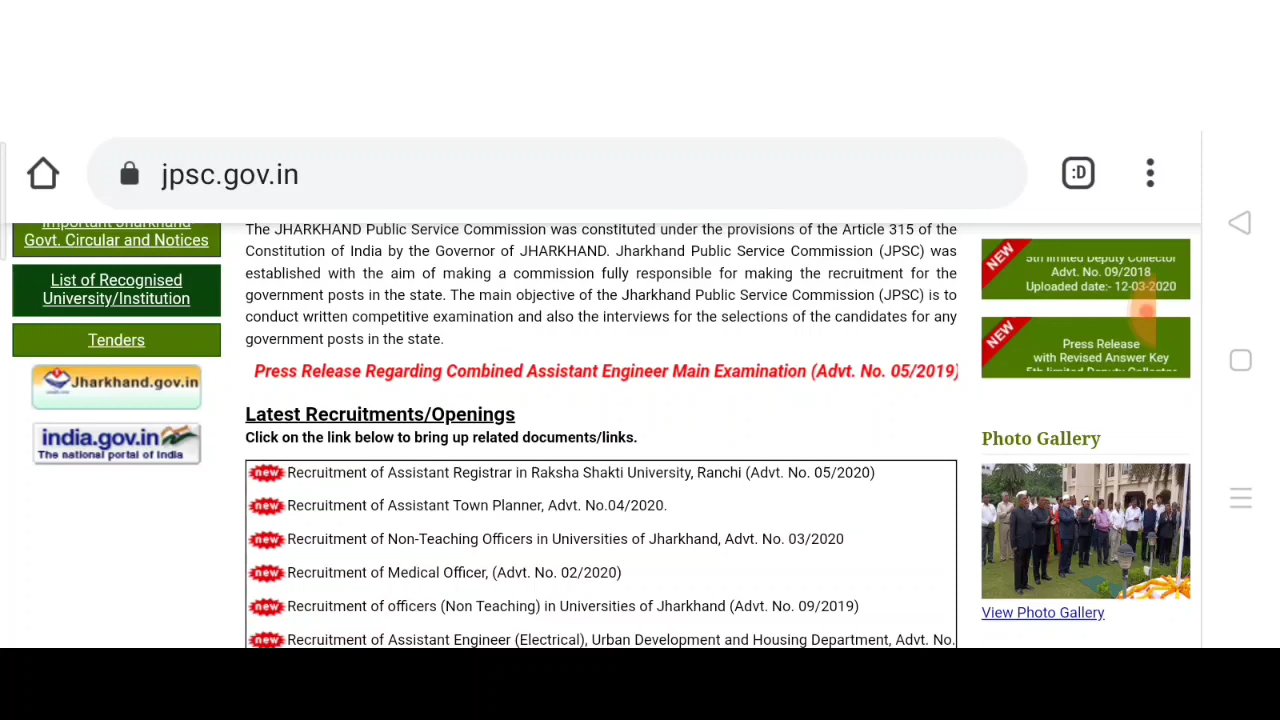 jpsc.gov.in
:D
Important Jharkhand
Govt. Circular and Notices
List of Recognised
University/Institution
Tenders
Jharkhand.gov.in
india.gov.in
The national portal of India
The JHARKHAND Public Service Commission was constituted under the provisions of the Article 315 of the
Constitution of India by the Governor of JHARKHAND. Jharkhand Public Service Commission (JPSC) was
established with the aim of making a commission fully responsible for making the recruitment for the
government posts in the state. The main objective of the Jharkhand Public Service Commission (JPSC) is to
conduct written competitive examination and also the interviews for the selections of the candidates for any
government posts in the state.
Press Release Regarding Combined Assistant Engineer Main Examination (Advt. No. 05/2019)
Latest Recruitments/Openings
Click on the link below to bring up related documents/links.
new Recruitment of Assistant Registrar in Raksha Shakti University, Ranchi (Advt. No. 05/2020)
new Recruitment of Assistant Town Planner, Advt. No.04/2020.
new Recruitment of Non-Teaching Officers in Universities of Jharkhand, Advt. No. 03/2020
new Recruitment of Medical Officer, (Advt. No. 02/2020)
new Recruitment of officers (Non Teaching) in Universities of Jharkhand (Advt. No. 09/2019)
new Recruitment of Assistant Engineer (Electrical), Urban Development and Housing Department, Advt. No.
NEW
5th limited Deputy Collector
Advt. No. 09/2018
Uploaded date:- 12-03-2020
NEW
Press Release
with Revised Answer Key
5th limited Deputy Collector
Photo Gallery
View Photo Gallery